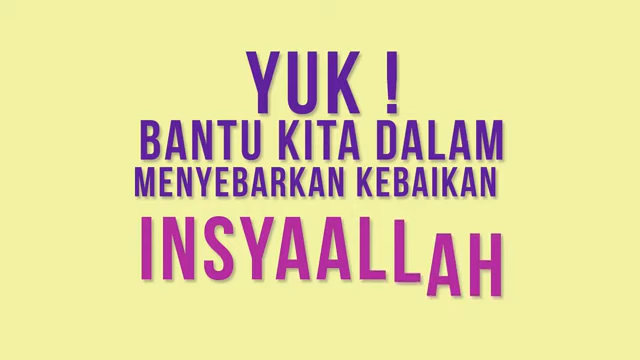 YUK !
BANTU KITA DALAM
MENYEBARKAN KEBAIKAN
INSYAALLAH